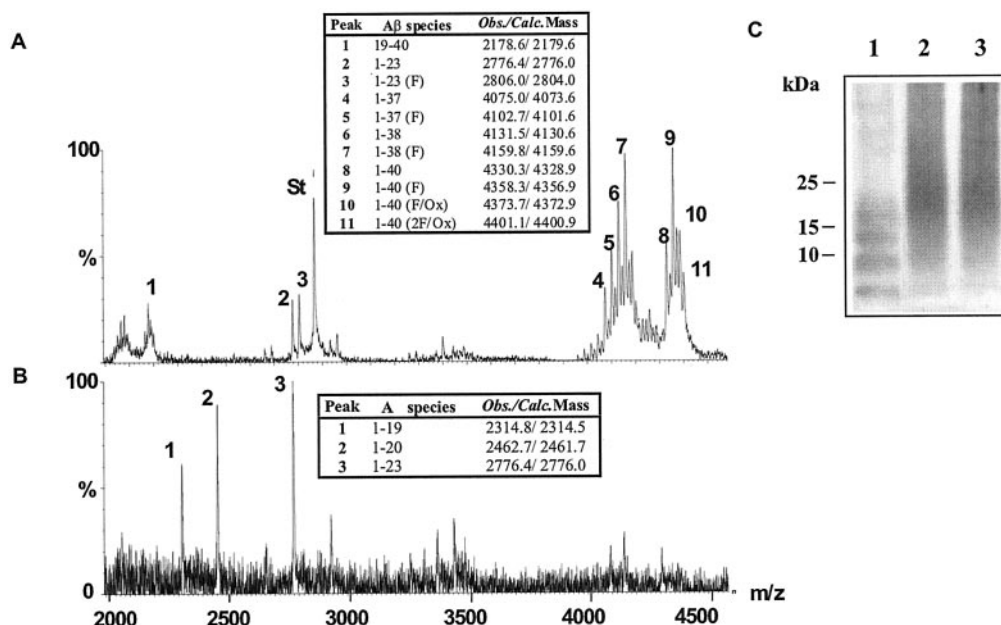 A
Peak Aβ species Obs./Calc.Mass
1 19-40 2178.6/ 2179.6
2 1-23 2776.4/ 2776.0
3 1-23 (F) 2806.0/ 2804.0
4 1-37 4075.0/ 4073.6
5 1-37 (F) 4102.7/ 4101.6
6 1-38 4131.5/ 4130.6
7 1-38 (F) 4159.8/ 4159.6
8 1-40 4330.3/ 4328.9
9 1-40 (F) 4358.3/ 4356.9
10 1-40 (F/Ox) 4373.7/ 4372.9
11 1-40 (2F/Ox) 4401.1/ 4400.9
100
%
1
2
3
St
4
5
6
7
8
9
10
11
B
100
%
0
1
2
3
Peak A species Obs./Calc.Mass
1 1-19 2314.8/ 2314.5
2 1-20 2462.7/ 2461.7
3 1-23 2776.4/ 2776.0
2000 2500 3000 3500 4000 4500 m/z
C
1 2 3
kDa
25
15
10